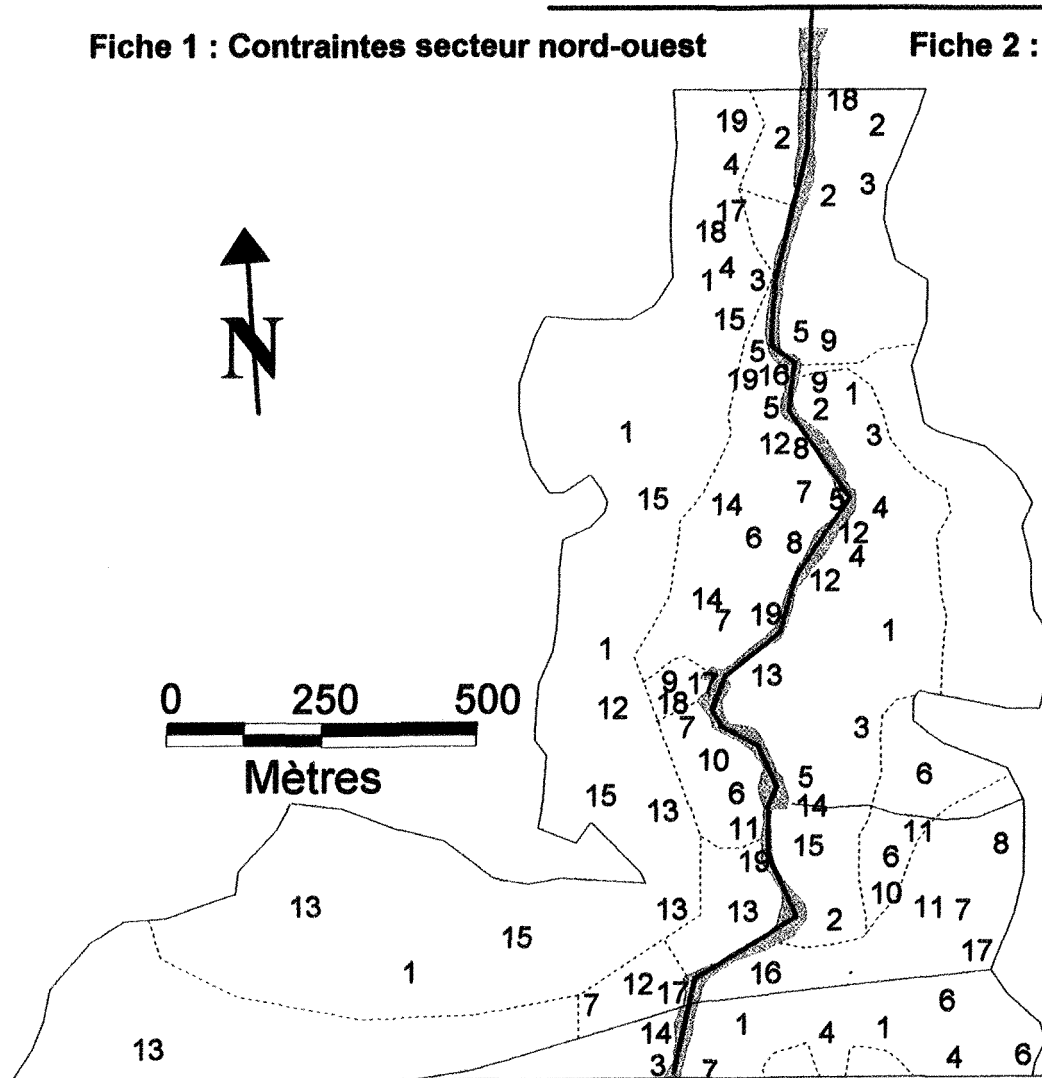 Fiche 1 : Contraintes secteur nord-ouest
Fiche 2 :
18
19 2 2
4
2 3
17
18
1 4 3
15
5 5 9
19 16 9 1
5 2
1 12 8 3
15 14 7 5 4
6 8 12
4
12
14
7 19
1 1
13
9 17
0 250 500
12 18
7 3
10
Mètres
5 6
15 13 6 14
11 11
19 15 6 8
10
13 13 13 2 11 7
15
1 16 17
12 17
7 6
14 1 4 1
13 3 7 4 6
N